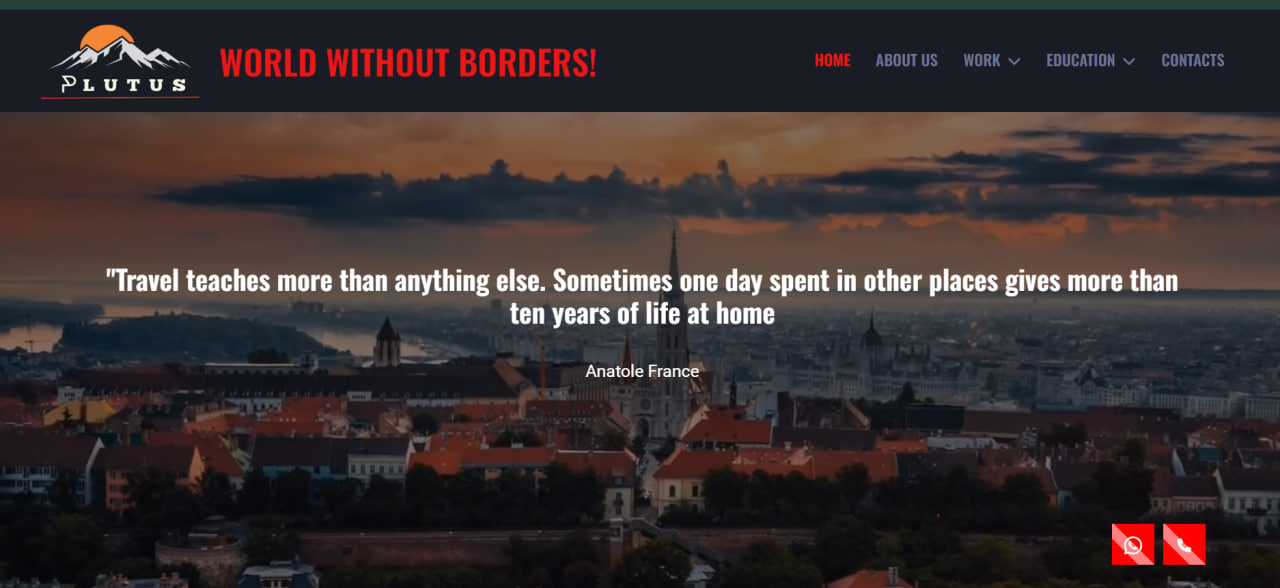 PLUTUS
WORLD WITHOUT BORDERS!
HOME
ABOUT US
WORK
EDUCATION
CONTACTS
"Travel teaches more than anything else. Sometimes one day spent in other places gives more than
ten years of life at home
Anatole France